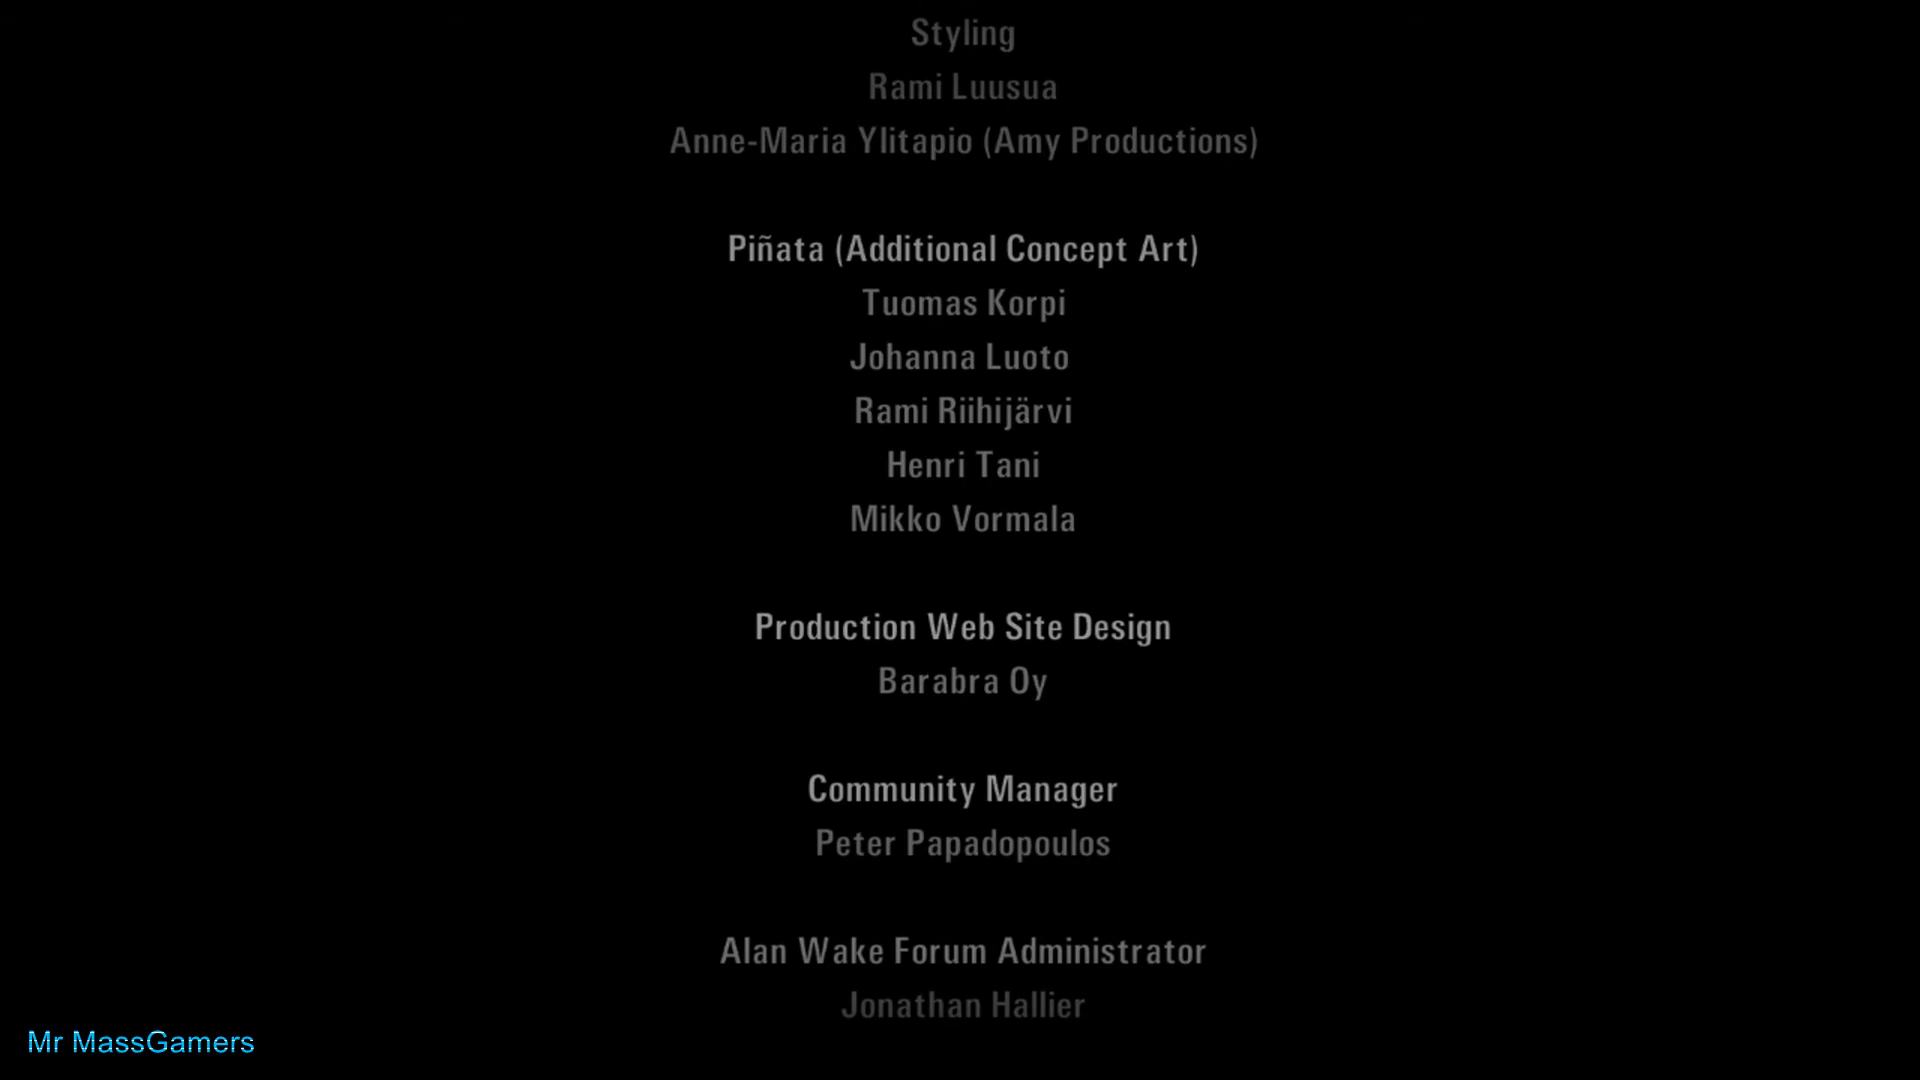 Styling
Rami Luusua
Anne-Maria Ylitapio (Amy Productions)
Piñata (Additional Concept Art)
Tuomas Korpi
Johanna Luoto
Rami Riihijärvi
Henri Tani
Mikko Vormala
Production Web Site Design
Barabra Oy
Community Manager
Peter Papadopoulos
Alan Wake Forum Administrator
Jonathan Hallier
Mr MassGamers